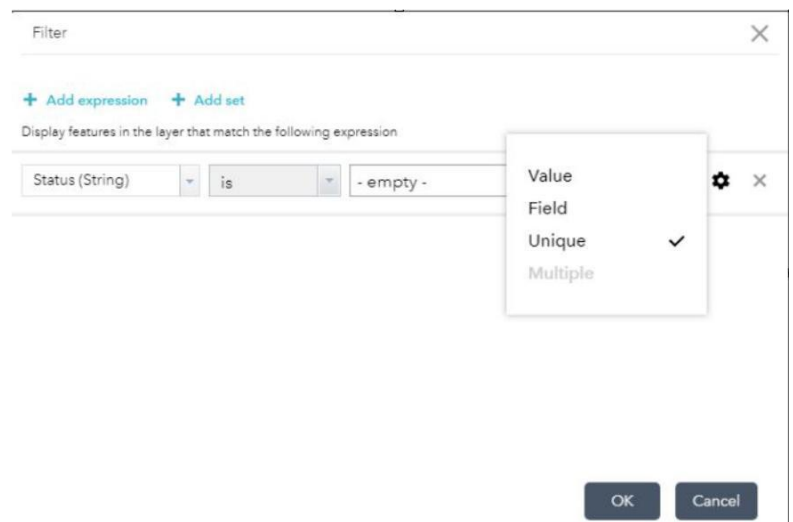 Filter
+ Add expression + Add set
Display features in the layer that match the following expression
Status (String) is - empty -
Value
Field
Unique
Multiple
OK Cancel